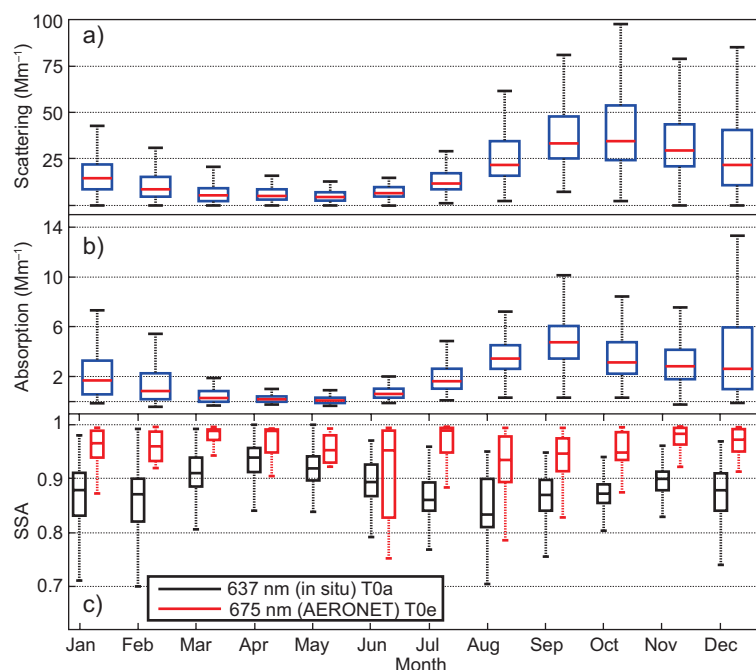 a)
Scattering (Mm⁻¹)
100
75
50
25
b)
Absorption (Mm⁻¹)
14
10
6
2
SSA
1
0.9
0.8
0.7
637 nm (in situ) T0a
675 nm (AERONET) T0e
c)
Jan Feb Mar Apr May Jun Jul Aug Sep Oct Nov Dec
Month